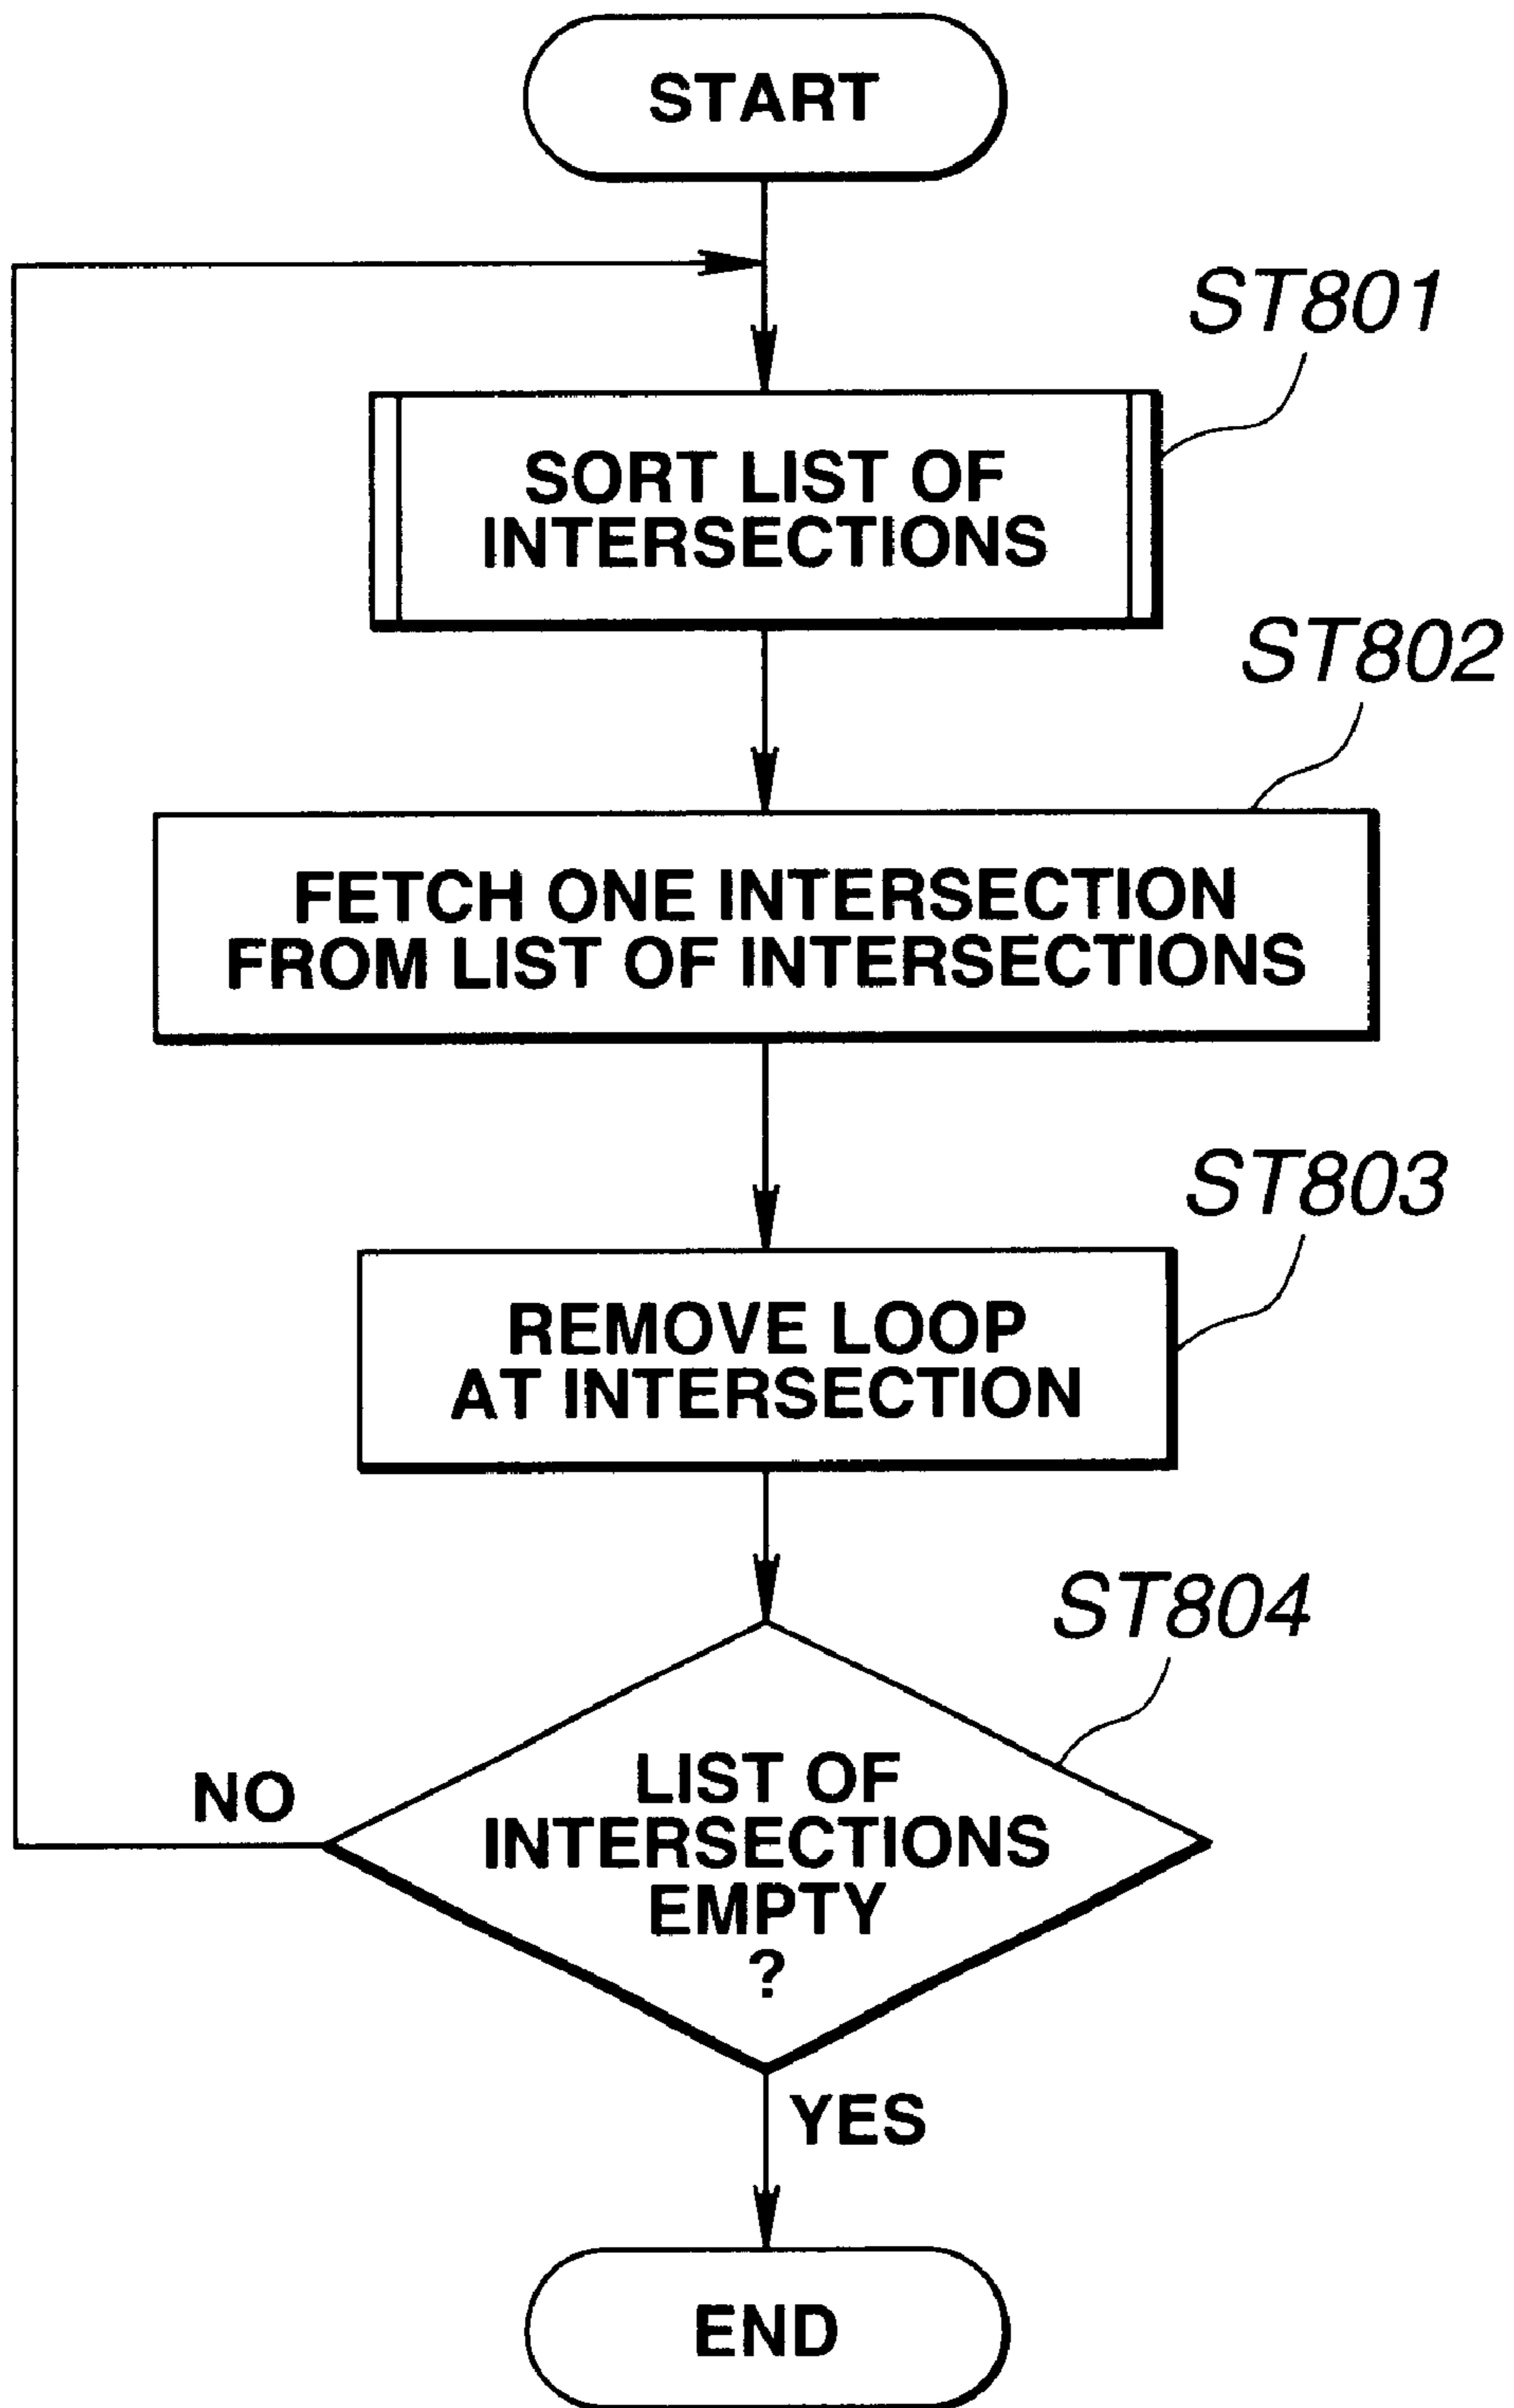 START
ST801
SORT LIST OF
INTERSECTIONS
ST802
FETCH ONE INTERSECTION
FROM LIST OF INTERSECTIONS
ST803
REMOVE LOOP
AT INTERSECTION
ST804
LIST OF
INTERSECTIONS
EMPTY
?
NO
YES
END